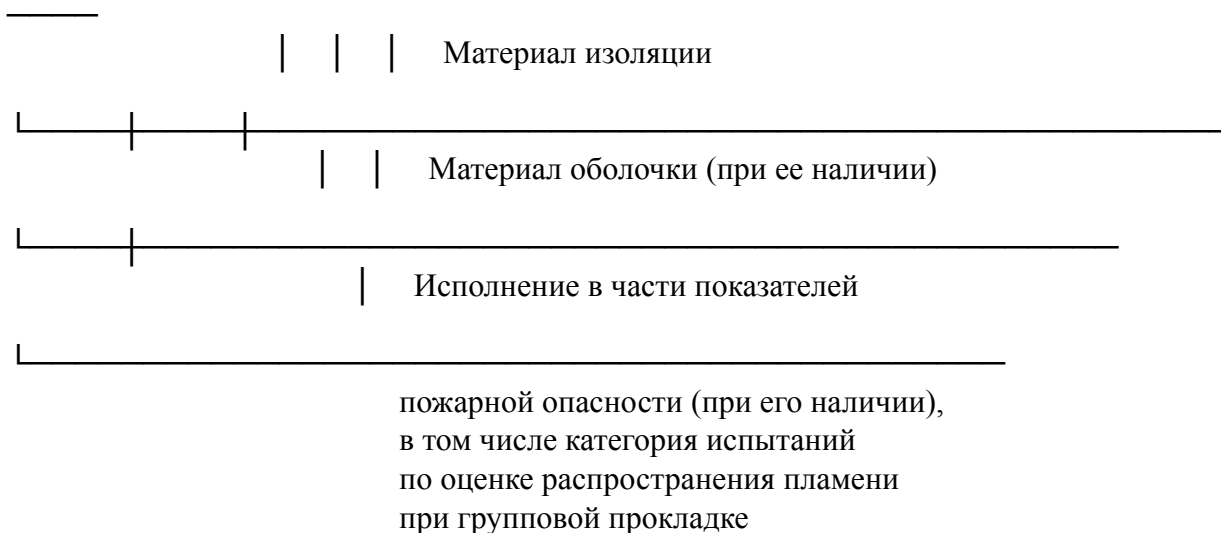 Материал изоляции
Материал оболочки (при ее наличии)
Исполнение в части показателей
пожарной опасности (при его наличии),
в том числе категория испытаний
по оценке распространения пламени
при групповой прокладке